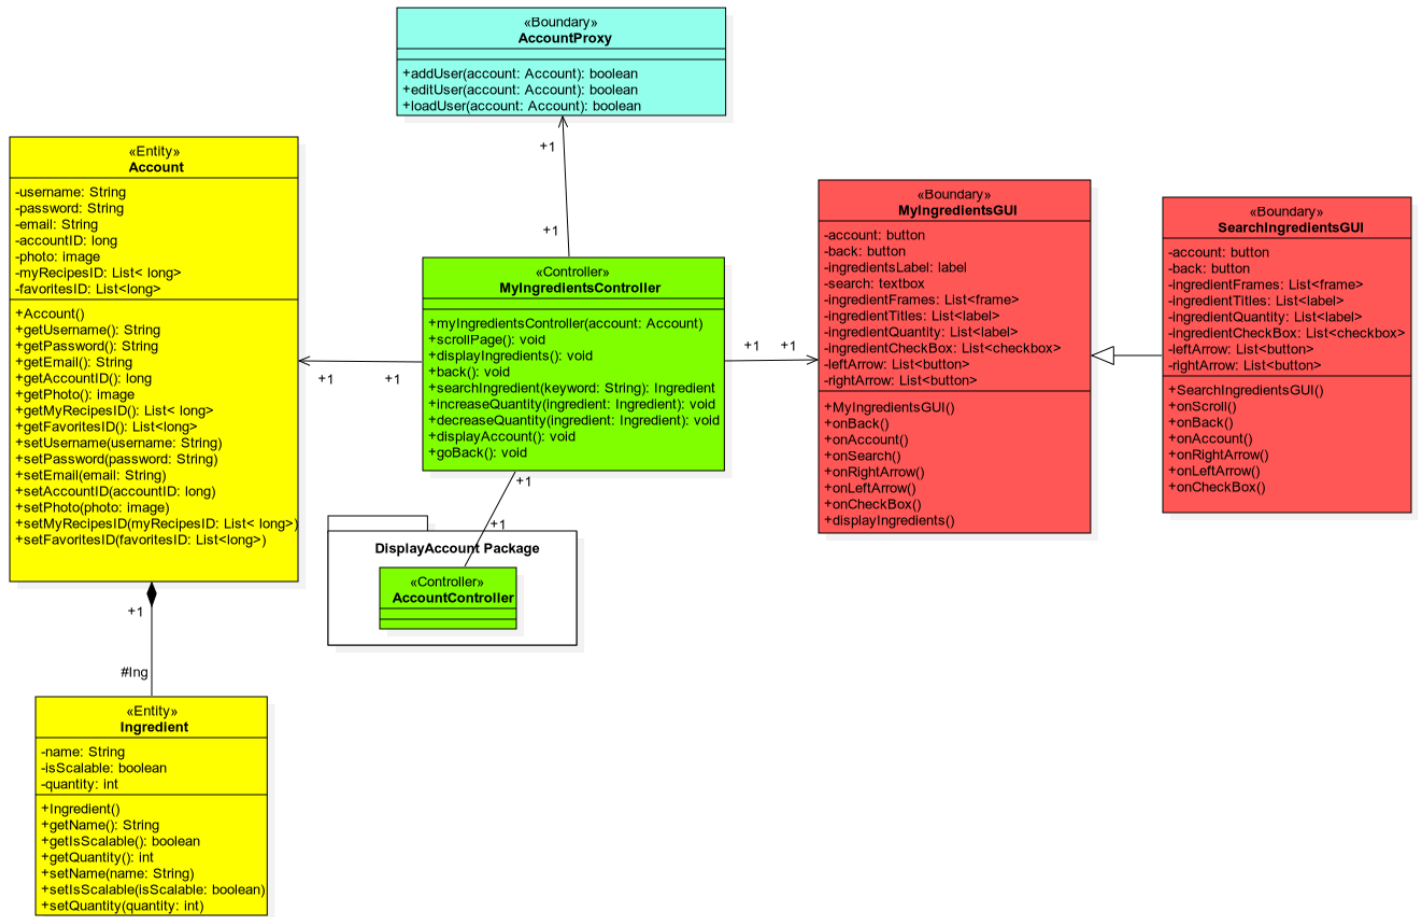 «Boundary»
AccountProxy
+addUser(account: Account): boolean
+editUser(account: Account): boolean
+loadUser(account: Account): boolean
+1
+1
«Entity»
Account
-username: String
-password: String
-email: String
-accountID: long
-photo: image
-myRecipesID: List< long>
-favoritesID: List<long>
+Account()
+getUsername(): String
+getPassword(): String
+getEmail(): String
+getAccountID(): long
+getPhoto(): image
+getMyRecipesID(): List< long>
+getFavoritesID(): List<long>
+setUsername(username: String)
+setPassword(password: String)
+setEmail(email: String)
+setAccountID(accountID: long)
+setPhoto(photo: image)
+setMyRecipesID(myRecipesID: List< long>)
+setFavoritesID(favoritesID: List<long>)
+1
+1
«Controller»
MyIngredientsController
+myIngredientsController(account: Account)
+scrollPage(): void
+displayIngredients(): void
+back(): void
+searchIngredient(keyword: String): Ingredient
+increaseQuantity(ingredient: Ingredient): void
+decreaseQuantity(ingredient: Ingredient): void
+displayAccount(): void
+goBack(): void
+1
+1
«Boundary»
MyIngredientsGUI
-account: button
-back: button
-ingredientsLabel: label
-search: textbox
-ingredientFrames: List<frame>
-ingredientTitles: List<label>
-ingredientQuantity: List<label>
-ingredientCheckBox: List<checkbox>
-leftArrow: List<button>
-rightArrow: List<button>
+MyIngredientsGUI()
+onBack()
+onAccount()
+onSearch()
+onRightArrow()
+onLeftArrow()
+onCheckBox()
+displayIngredients()
«Boundary»
SearchIngredientsGUI
-account: button
-back: button
-ingredientFrames: List<frame>
-ingredientTitles: List<label>
-ingredientQuantity: List<label>
-ingredientCheckBox: List<checkbox>
-leftArrow: List<button>
-rightArrow: List<button>
+SearchIngredientsGUI()
+onScroll()
+onBack()
+onAccount()
+onRightArrow()
+onLeftArrow()
+onCheckBox()
+1
+1
DisplayAccount Package
«Controller»
AccountController
+1
#Ing
«Entity»
Ingredient
-name: String
-isScalable: boolean
-quantity: int
+Ingredient()
+getName(): String
+getIsScalable(): boolean
+getQuantity(): int
+setName(name: String)
+setIsScalable(isScalable: boolean)
+setQuantity(quantity: int)